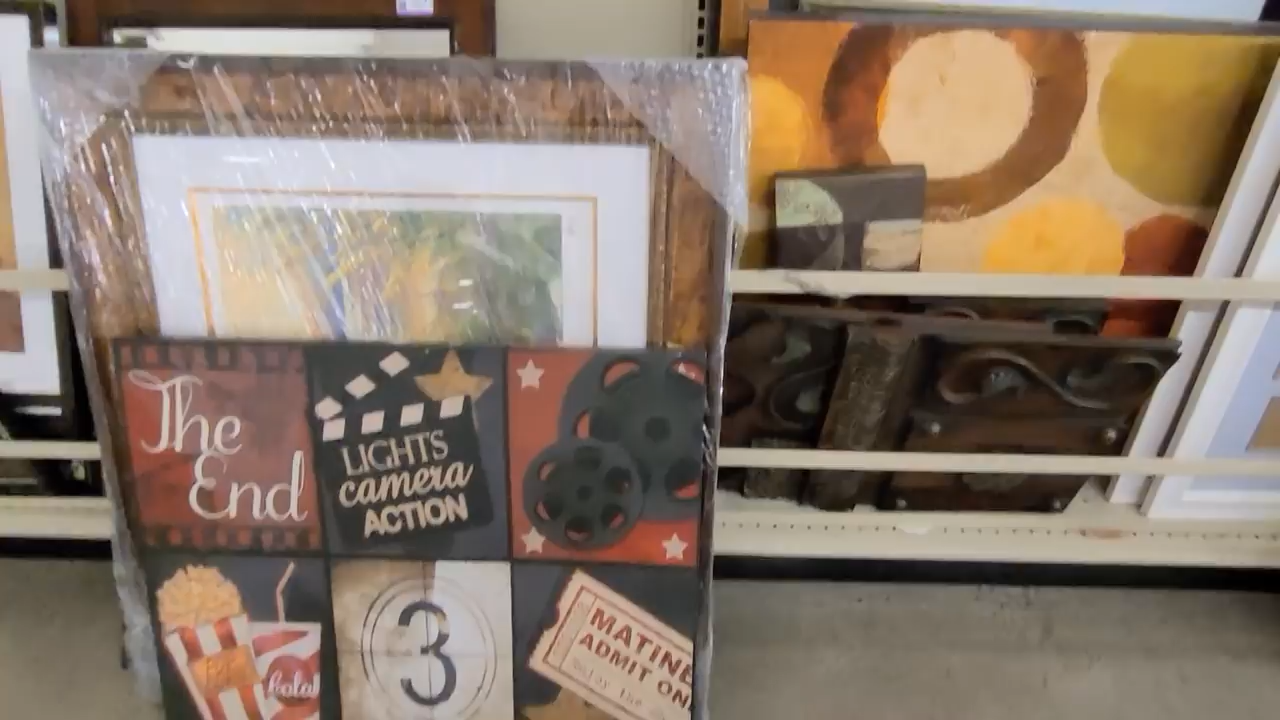 The
End
LIGHTS
camera
ACTION
3
MATINE
ADMIT ON